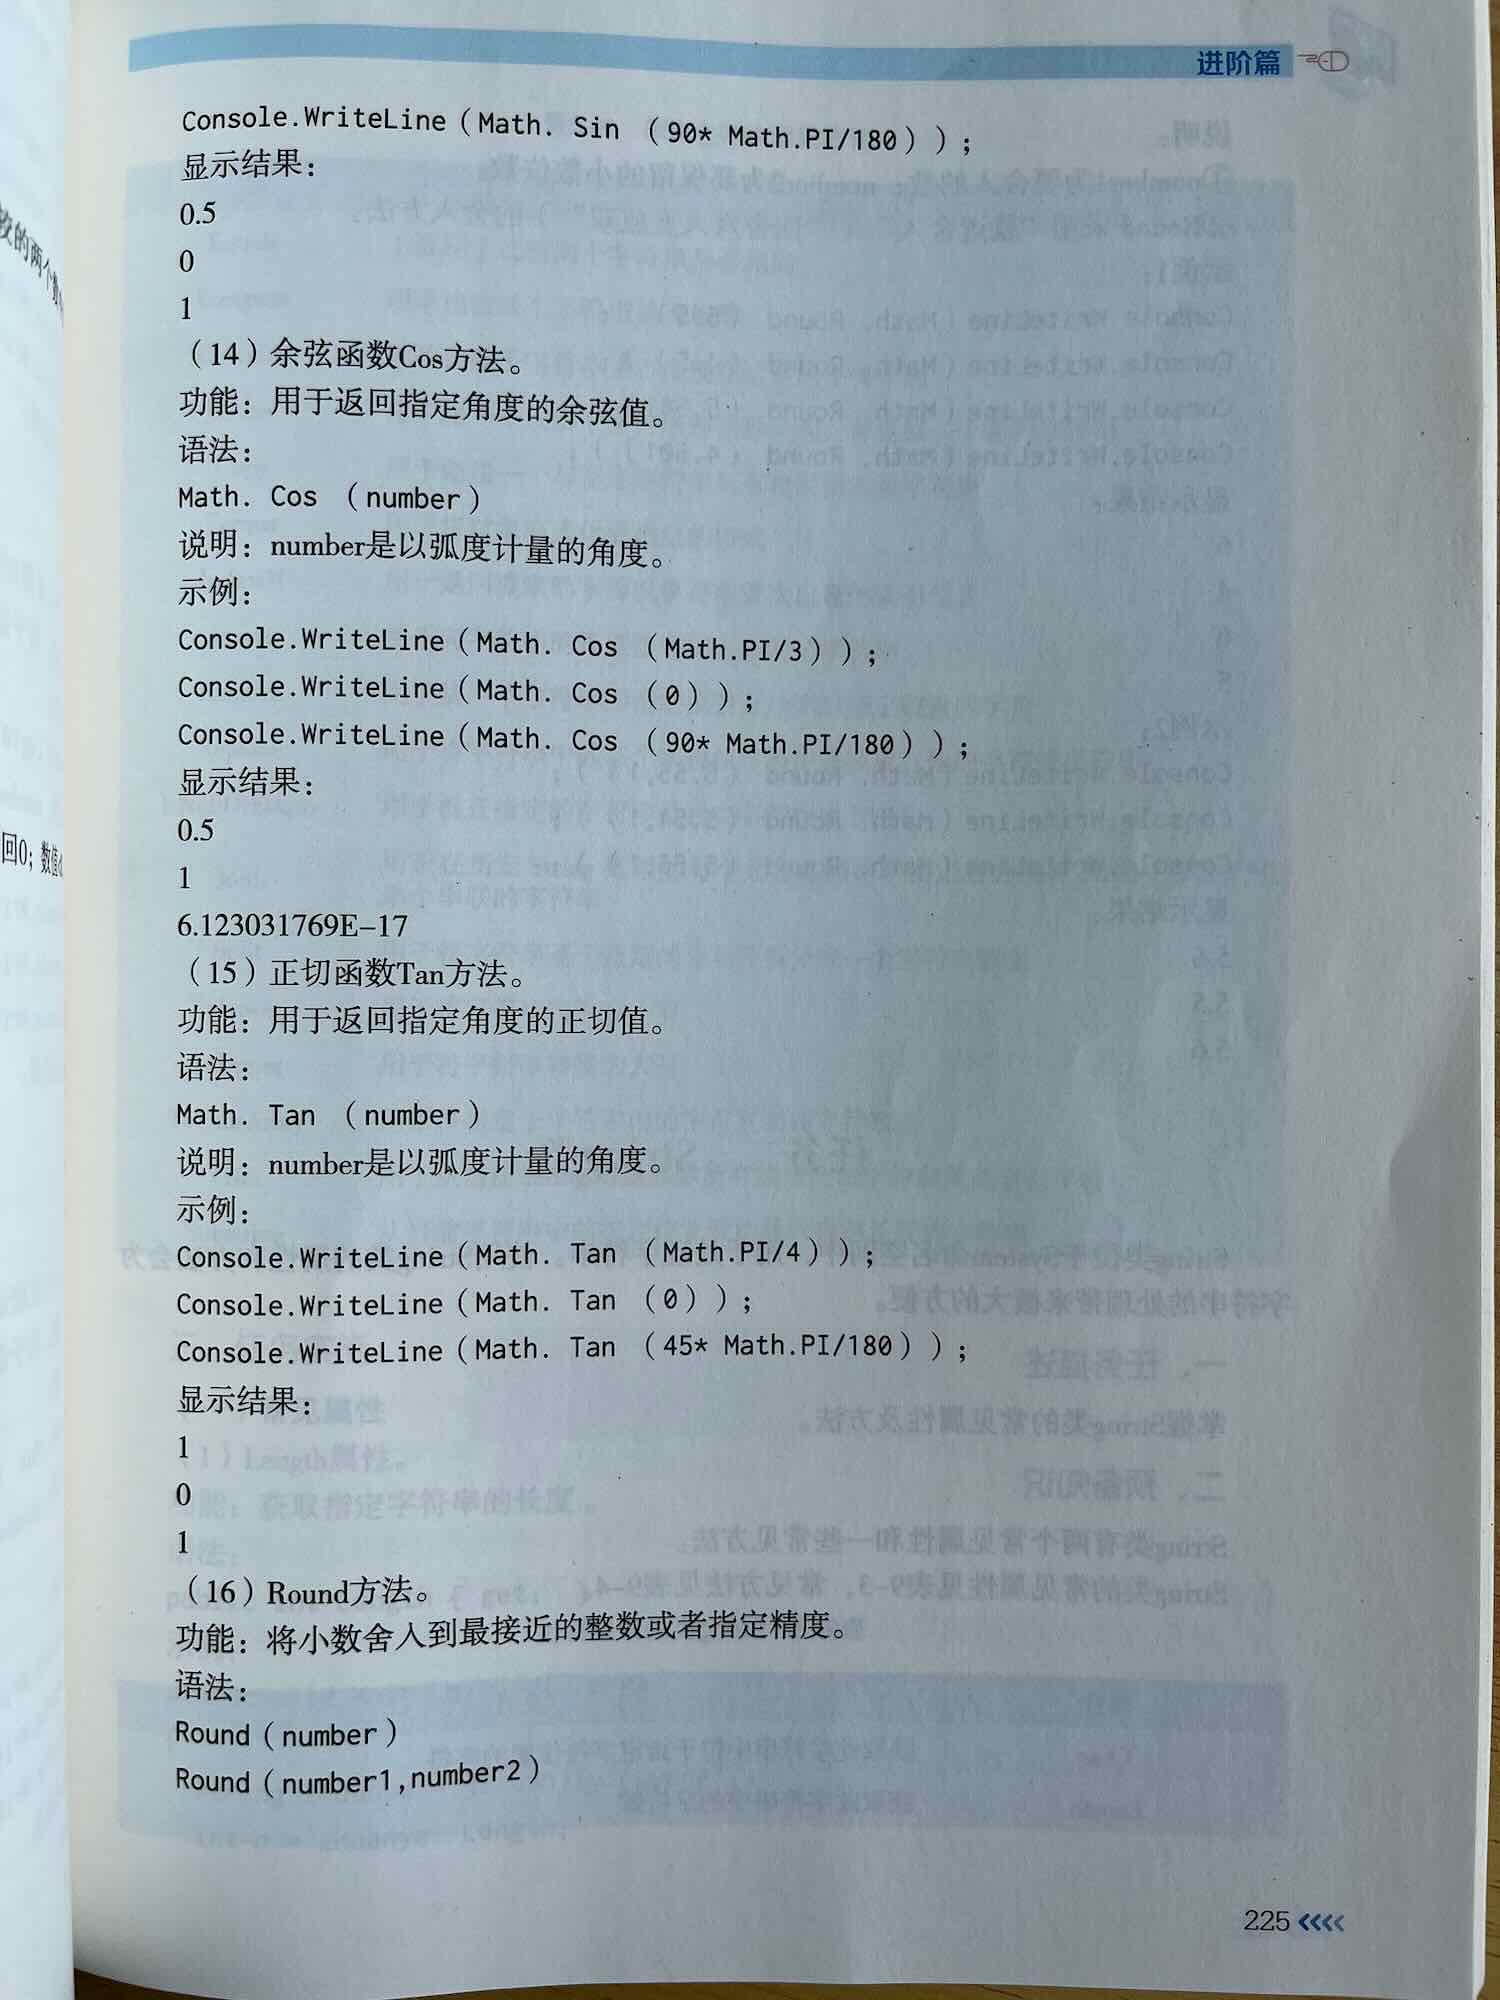 进阶篇
Console.WriteLine（Math. Sin （90* Math.PI/180））;
显示结果：
0.5
0
1
（14）余弦函数Cos方法。
功能：用于返回指定角度的余弦值。
语法：
Math. Cos （number）
说明：number是以弧度计量的角度。
示例：
Console.WriteLine（Math. Cos （Math.PI/3））;
Console.WriteLine（Math. Cos （0））;
Console.WriteLine（Math. Cos （90* Math.PI/180））;
显示结果：
0.5
1
6.123031769E–17
（15）正切函数Tan方法。
功能：用于返回指定角度的正切值。
语法：
Math. Tan （number）
说明：number是以弧度计量的角度。
示例：
Console.WriteLine（Math. Tan （Math.PI/4））;
Console.WriteLine（Math. Tan （0））;
Console.WriteLine（Math. Tan （45* Math.PI/180））;
显示结果：
1
0
1
（16）Round方法。
功能：将小数舍入到最接近的整数或者指定精度。
语法：
Round（number）
Round（number1,number2）
225
的两个数
回0；数值